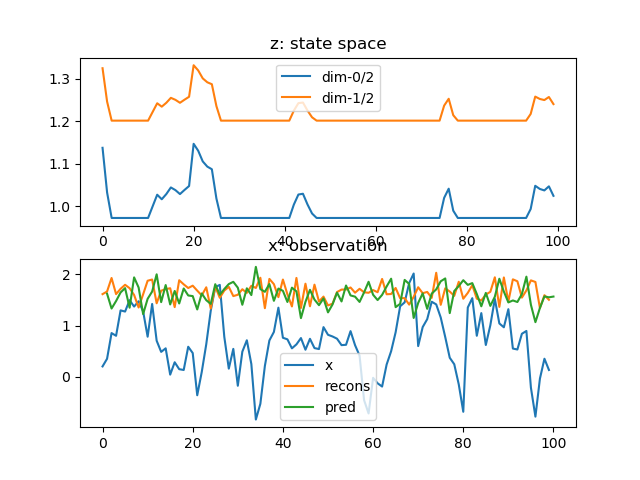 z: state space
1.3
1.2
1.1
1.0
dim-0/2
dim-1/2
0 20 40 60 80 100
x: observation
2
1
0
x
recons
pred
0 20 40 60 80 100